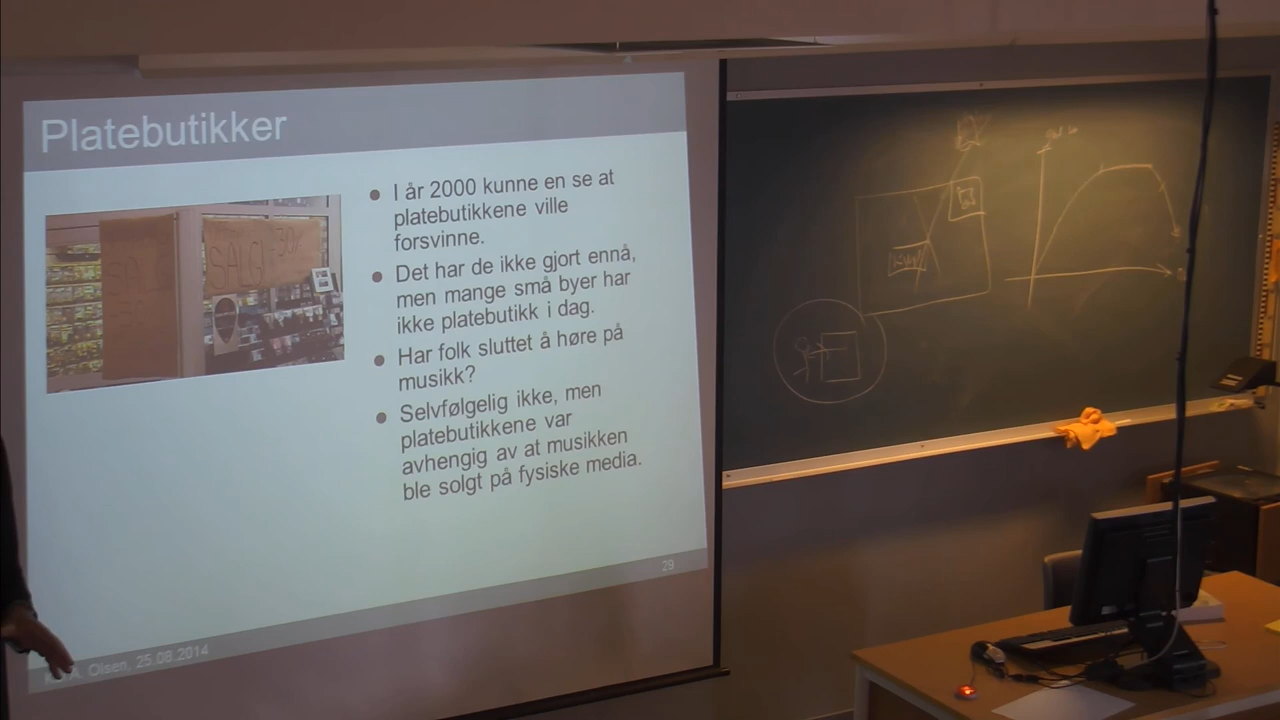 Platebutikker
SALG!
I år 2000 kunne en se at
platebutikkene ville
forsvinne.
Det har de ikke gjort ennå,
men mange små byer har
ikke platebutikk i dag.
Har folk sluttet å høre på
musikk?
Selvfølgelig ikke, men
platebutikkene var
avhengig av at musikken
ble solgt på fysiske media.
29
A. Olsen, 25.08.2014